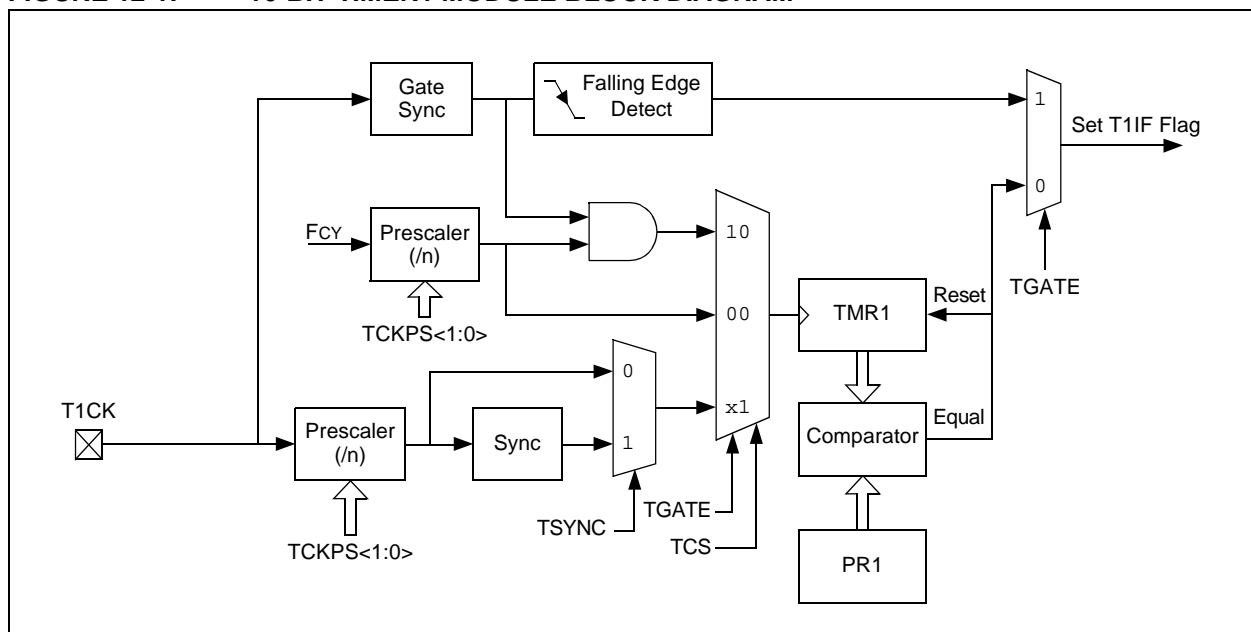 Gate
Sync
Falling Edge
Detect
1
Set T1IF Flag
0
TGATE
FCY
Prescaler
(/n)
TCKPS<1:0>
10
00
x1
TMR1
Reset
T1CK
Prescaler
(/n)
TCKPS<1:0>
Sync
0
1
TSYNC
TGATE
TCS
Comparator
Equal
PR1